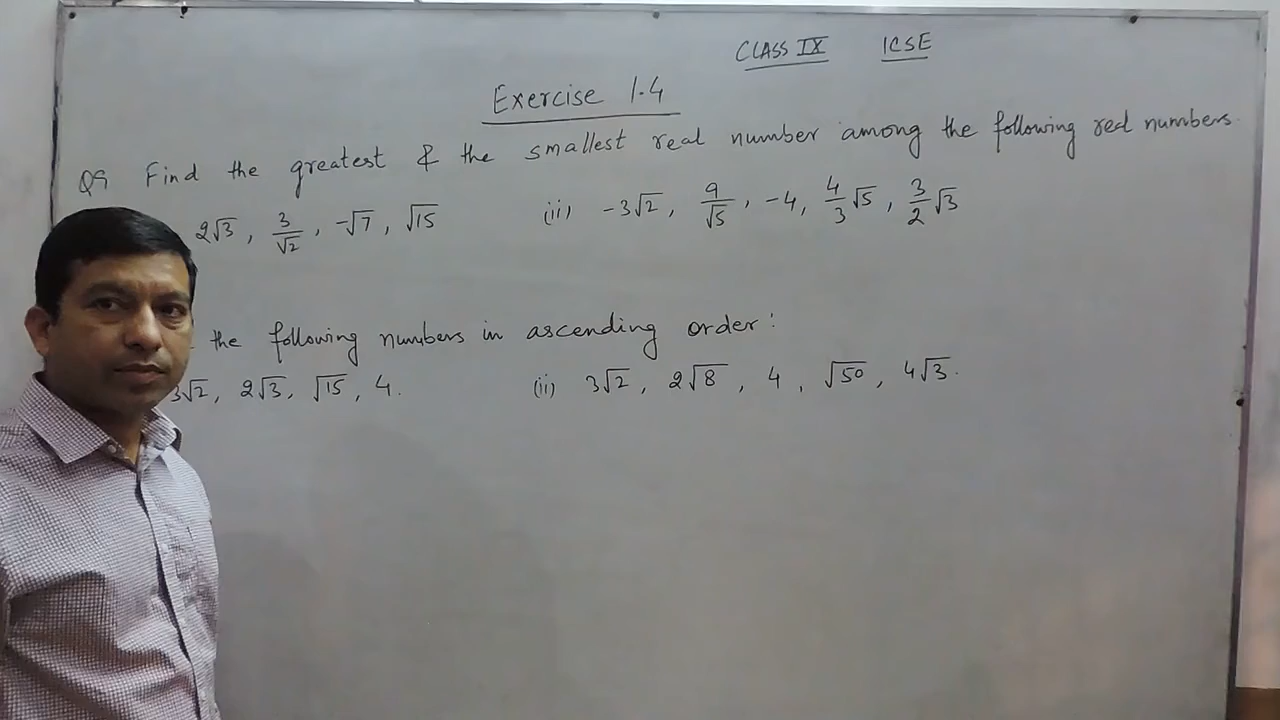 CLASS IX ICSE
Exercise 1.4
Q9 Find the greatest & the smallest real number among the following real numbers.
2√3, 3/√2, -√7, √15 (ii) -3√2, 9/√5, -4, 4/3√5, 3/2√3
the following numbers in ascending order:
3√2, 2√3, √15, 4. (ii) 3√2, 2√8, 4, √50, 4√3.